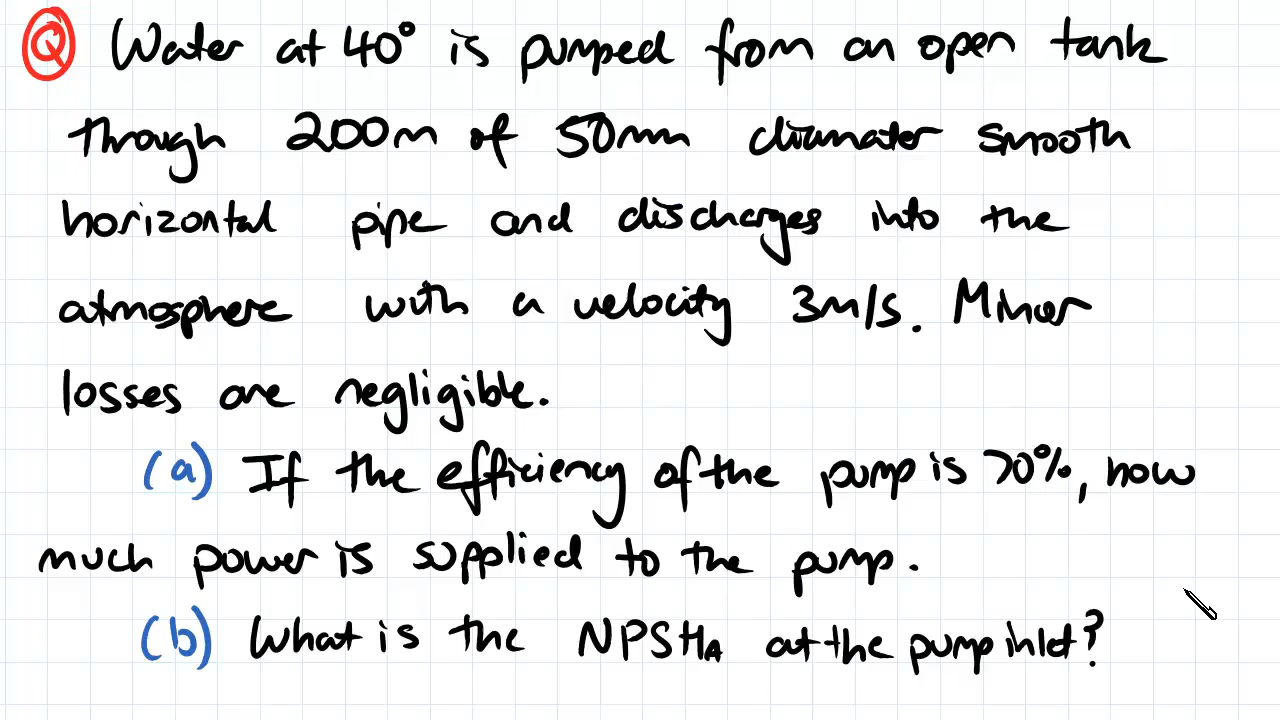 Q Water at 40° is pumped from an open tank
through 200m of 50mm diameter smooth
horizontal pipe and discharges into the
atmosphere with a velocity 3m/s. Minor
losses are negligible.
(a) If the efficiency of the pump is 70%, how
much power is supplied to the pump.
(b) What is the NPSHA at the pump inlet?